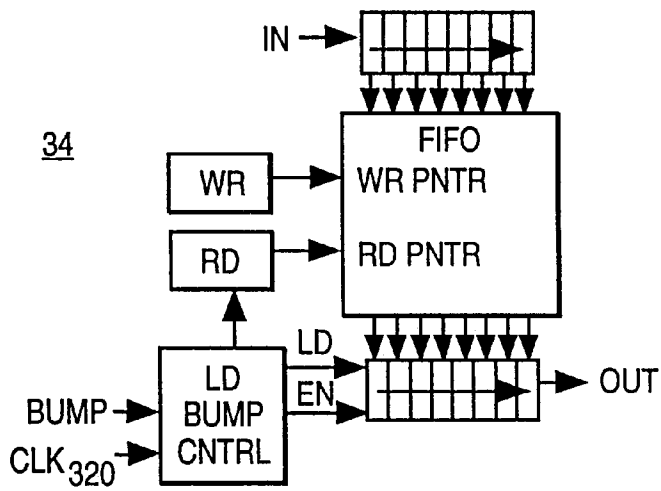 IN
34
FIFO
WR
WR PNTR
RD
RD PNTR
LD
LD
BUMP
CNTRL
EN
OUT
BUMP
CLK320